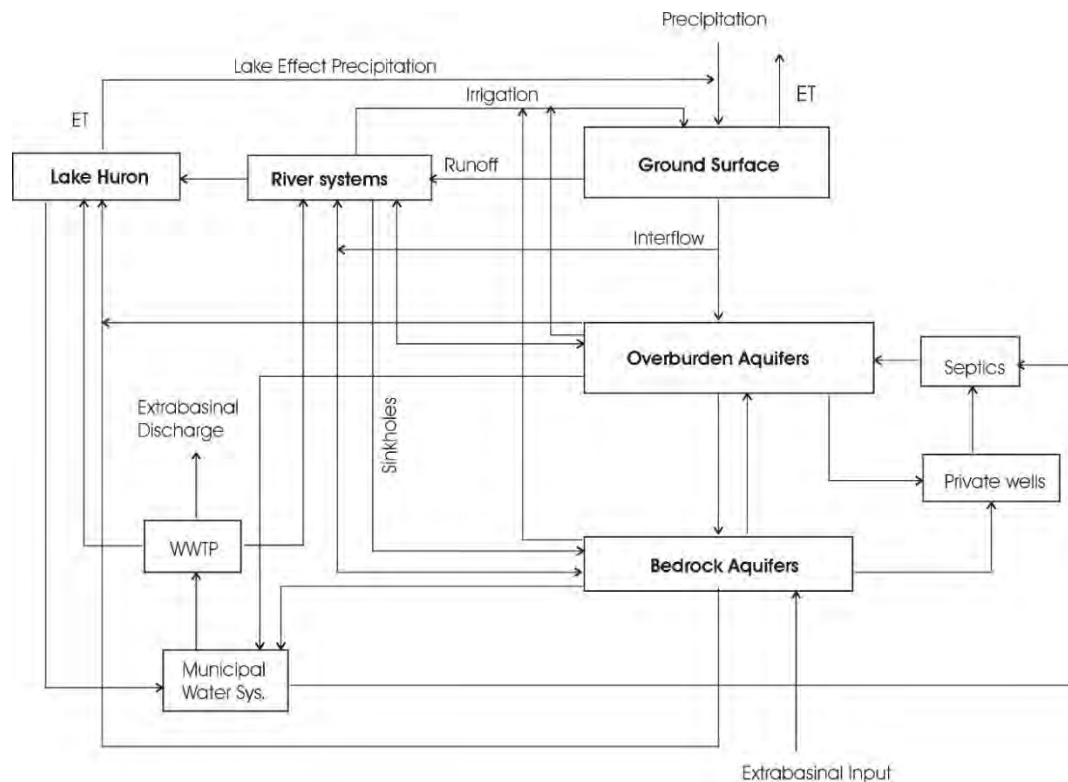 Precipitation
Lake Effect Precipitation
Irrigation
ET
ET
Lake Huron
River systems
Runoff
Ground Surface
Interflow
Overburden Aquifers
Septics
Extrabasinal
Discharge
Sinkholes
Private wells
WWTP
Bedrock Aquifers
Municipal
Water Sys.
Extrabasinal Input